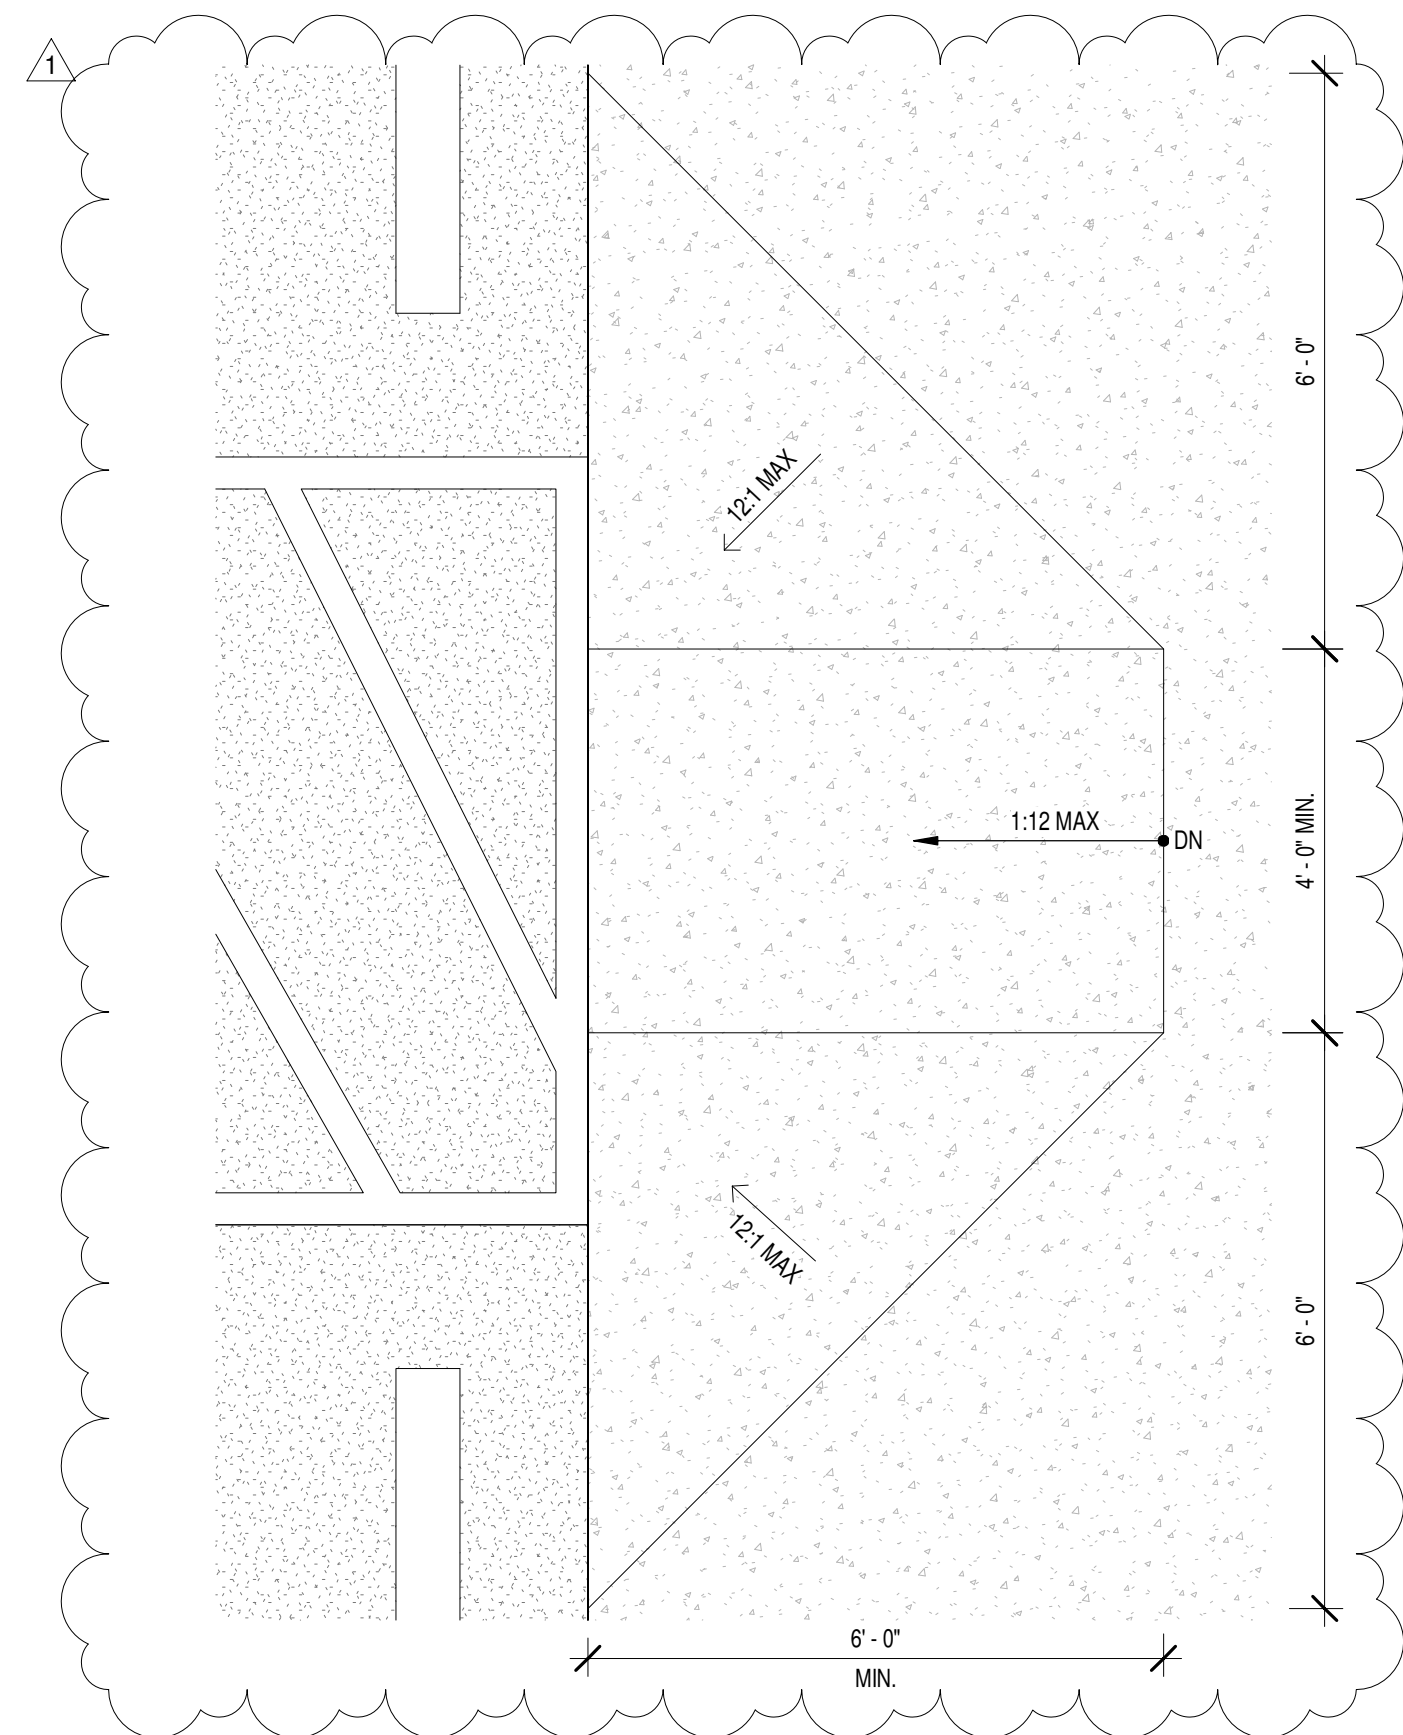 1
6' - 0"
12:1 MAX
1:12 MAX
DN
4' - 0" MIN.
12:1 MAX
6' - 0"
6' - 0"
MIN.